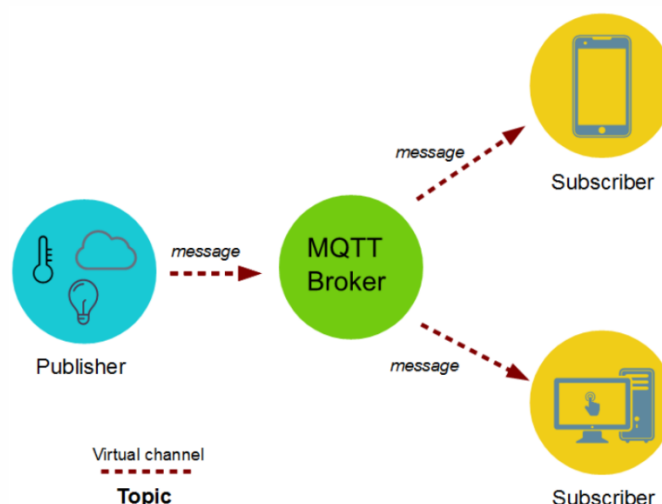 message
Subscriber
message
MQTT
Broker
Publisher
message
Virtual channel
Topic
Subscriber